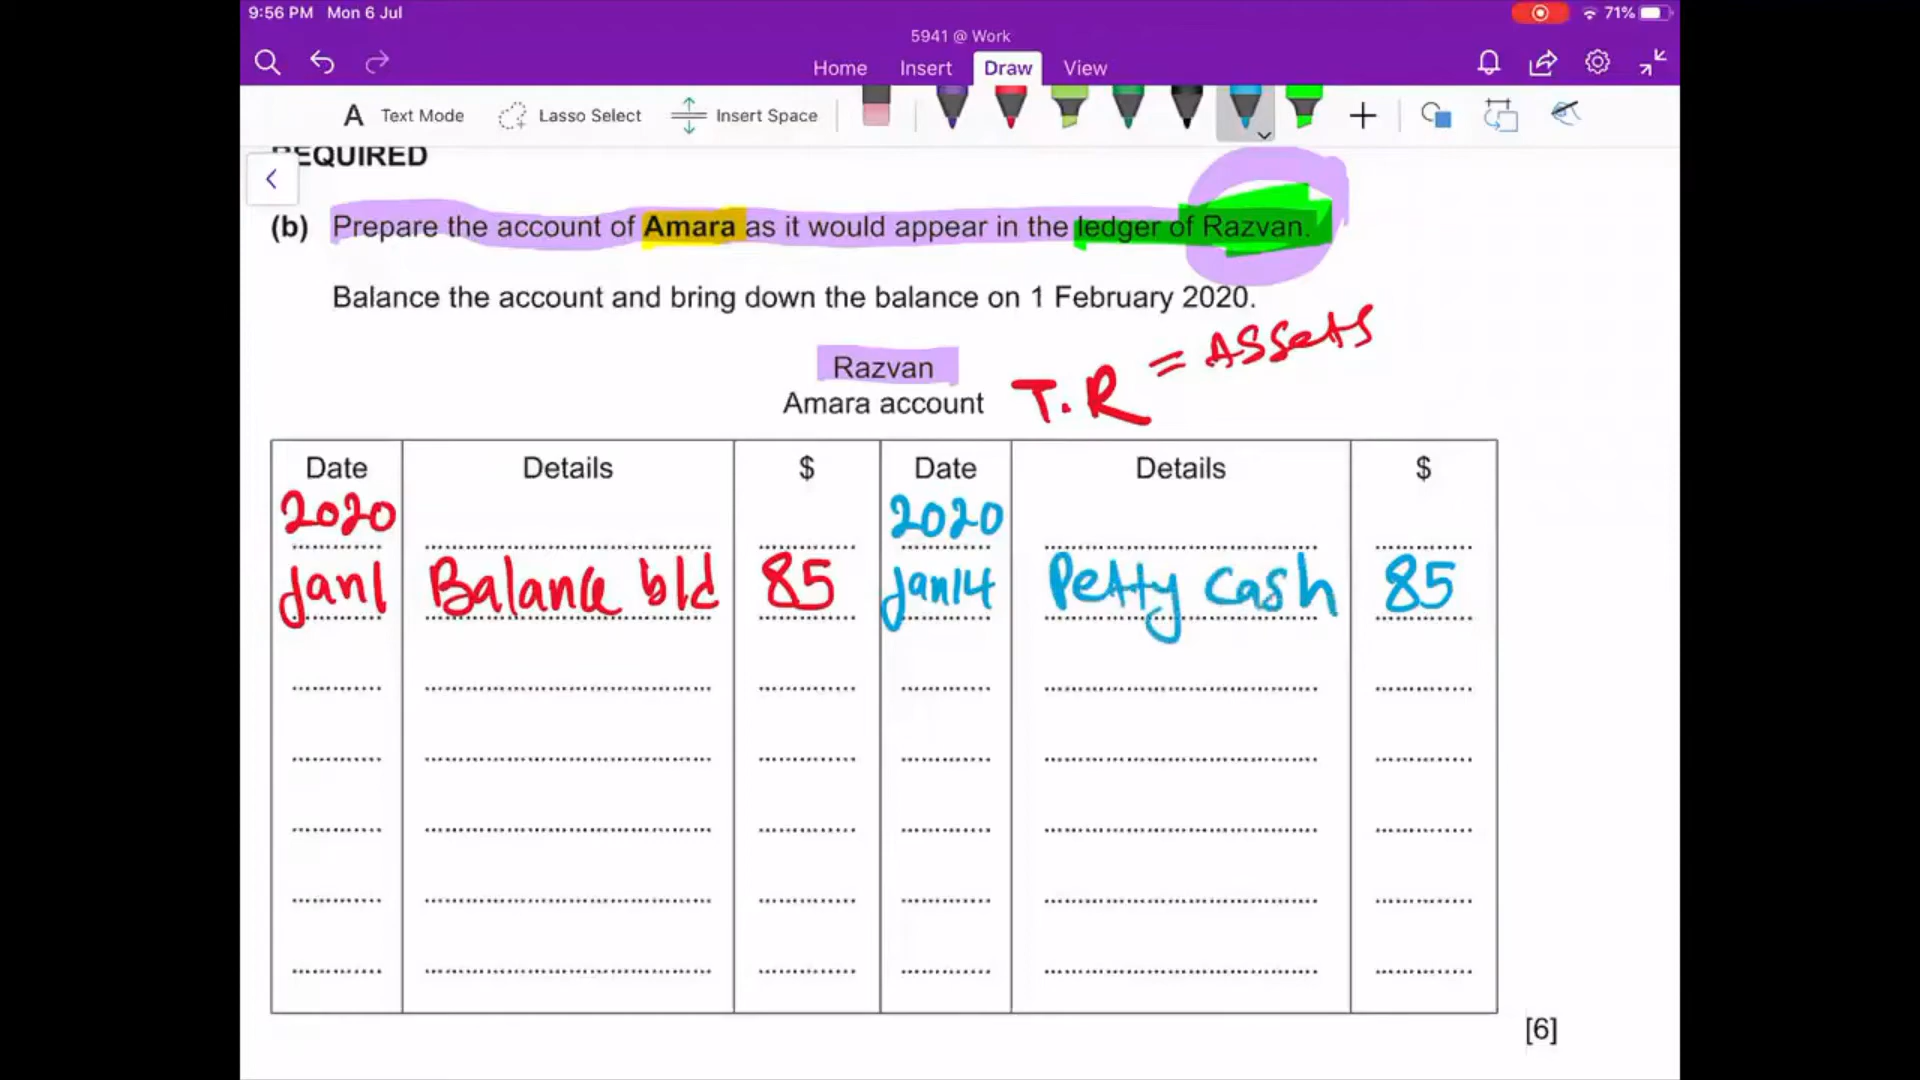 9:56 PM Mon 6 Jul
71%
5941 @ Work
Home Insert Draw View
A Text Mode Lasso Select Insert Space
REQUIRED
(b) Prepare the account of Amara as it would appear in the ledger of Razvan.
Balance the account and bring down the balance on 1 February 2020.
Razvan
Amara account T.R = Assets
Date Details $ Date Details $
2020 2020
Jan1 Balance b/d 85 Jan14 Petty cash 85
[6]